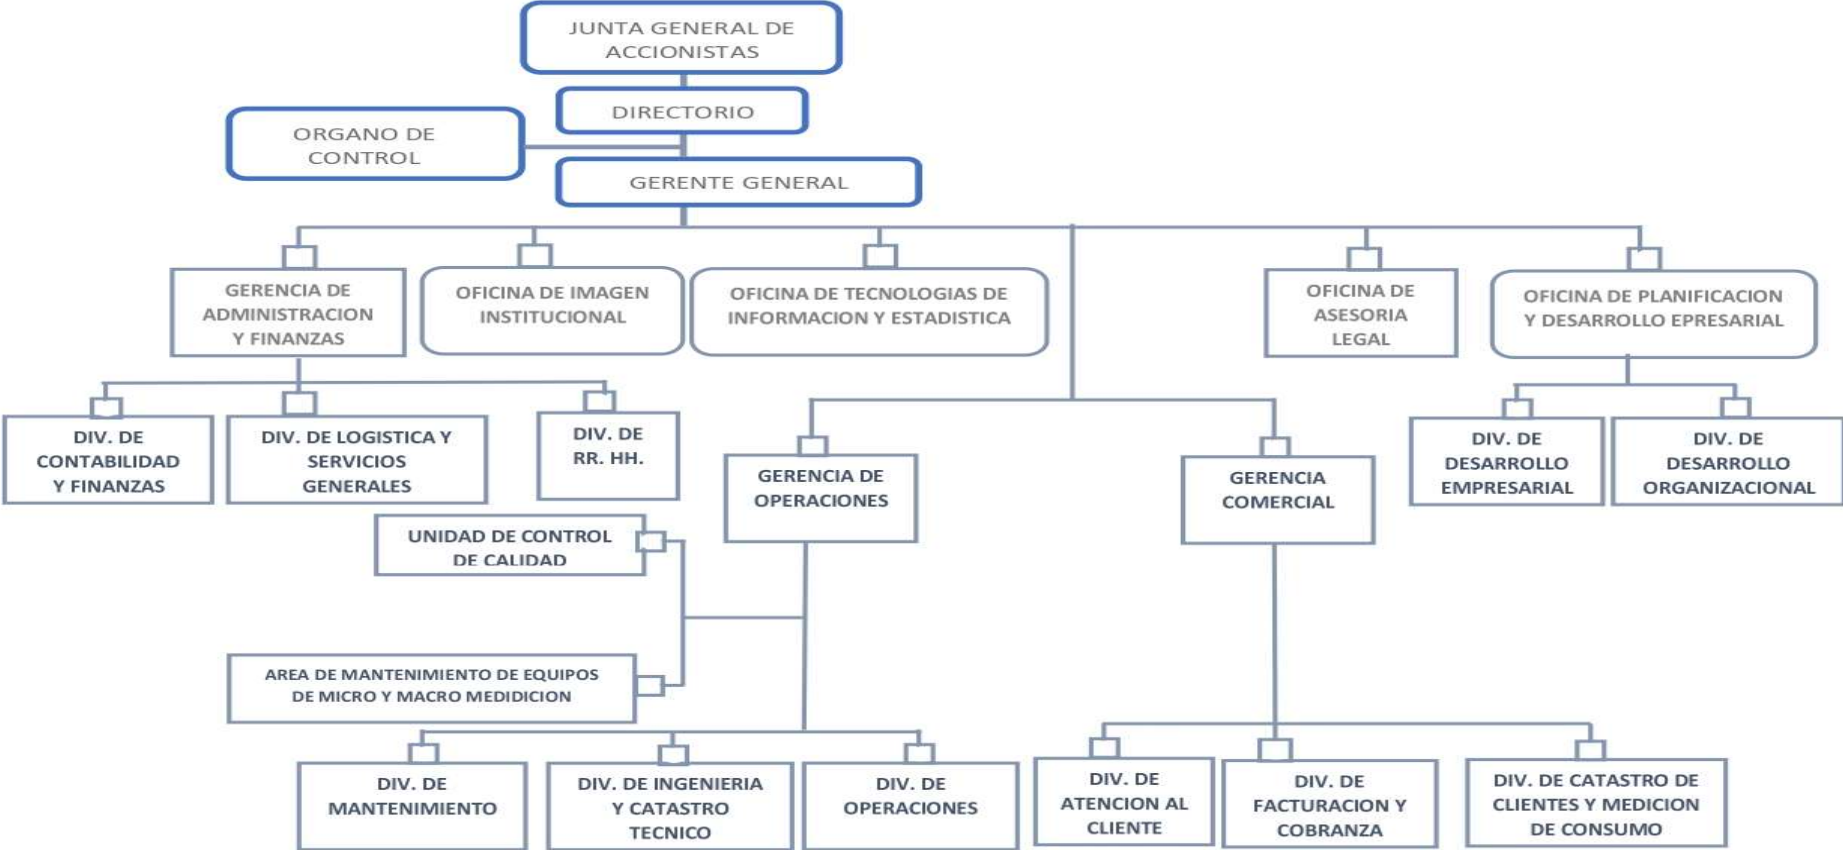 JUNTA GENERAL DE
ACCIONISTAS
DIRECTORIO
ORGANO DE
CONTROL
GERENTE GENERAL
GERENCIA DE
ADMINISTRACION
Y FINANZAS
OFICINA DE IMAGEN
INSTITUCIONAL
OFICINA DE TECNOLOGIAS DE
INFORMACION Y ESTADISTICA
OFICINA DE
ASESORIA
LEGAL
OFICINA DE PLANIFICACION
Y DESARROLLO EPRESARIAL
DIV. DE
CONTABILIDAD
Y FINANZAS
DIV. DE LOGISTICA Y
SERVICIOS
GENERALES
DIV. DE
RR. HH.
GERENCIA DE
OPERACIONES
GERENCIA
COMERCIAL
DIV. DE
DESARROLLO
EMPRESARIAL
DIV. DE
DESARROLLO
ORGANIZACIONAL
UNIDAD DE CONTROL
DE CALIDAD
AREA DE MANTENIMIENTO DE EQUIPOS
DE MICRO Y MACRO MEDIDICION
DIV. DE
MANTENIMIENTO
DIV. DE INGENIERIA
Y CATASTRO
TECNICO
DIV. DE
OPERACIONES
DIV. DE
ATENCION AL
CLIENTE
DIV. DE
FACTURACION Y
COBRANZA
DIV. DE CATASTRO DE
CLIENTES Y MEDICION
DE CONSUMO